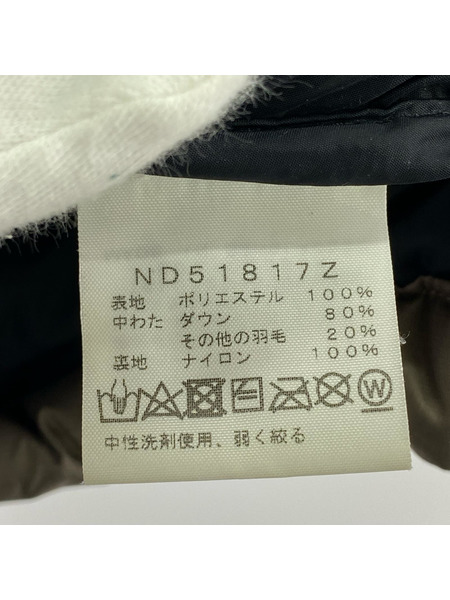 ND51817Z
表地 ポリエステル 100%
中わた ダウン 80%
その他の羽毛 20%
裏地 ナイロン 100%
W
中性洗剤使用、弱く絞る